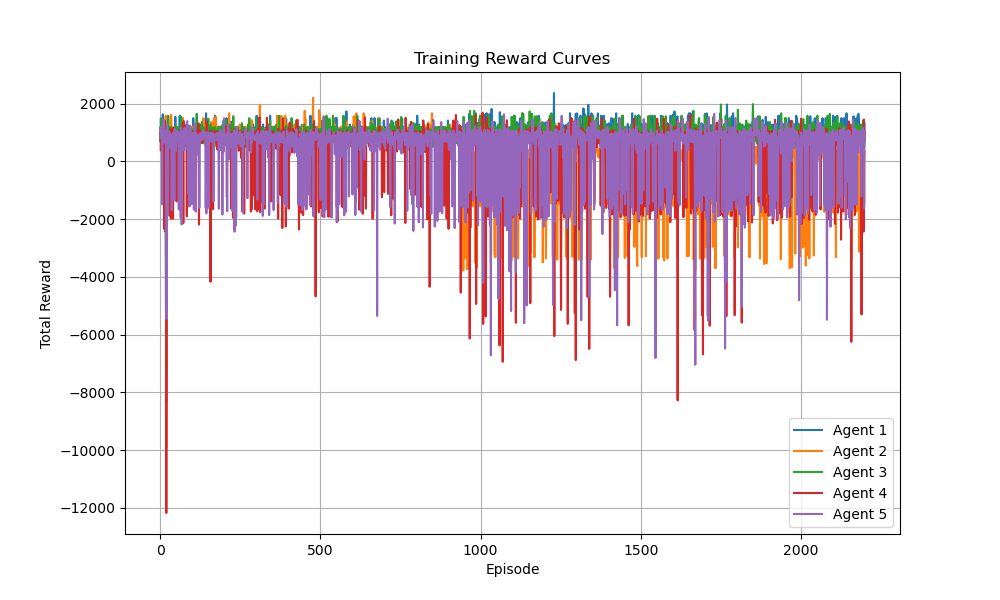 Training Reward Curves
2000
0
−2000
−4000
−6000
−8000
−10000
−12000
Total Reward
0 500 1000 1500 2000
Episode
Agent 1
Agent 2
Agent 3
Agent 4
Agent 5